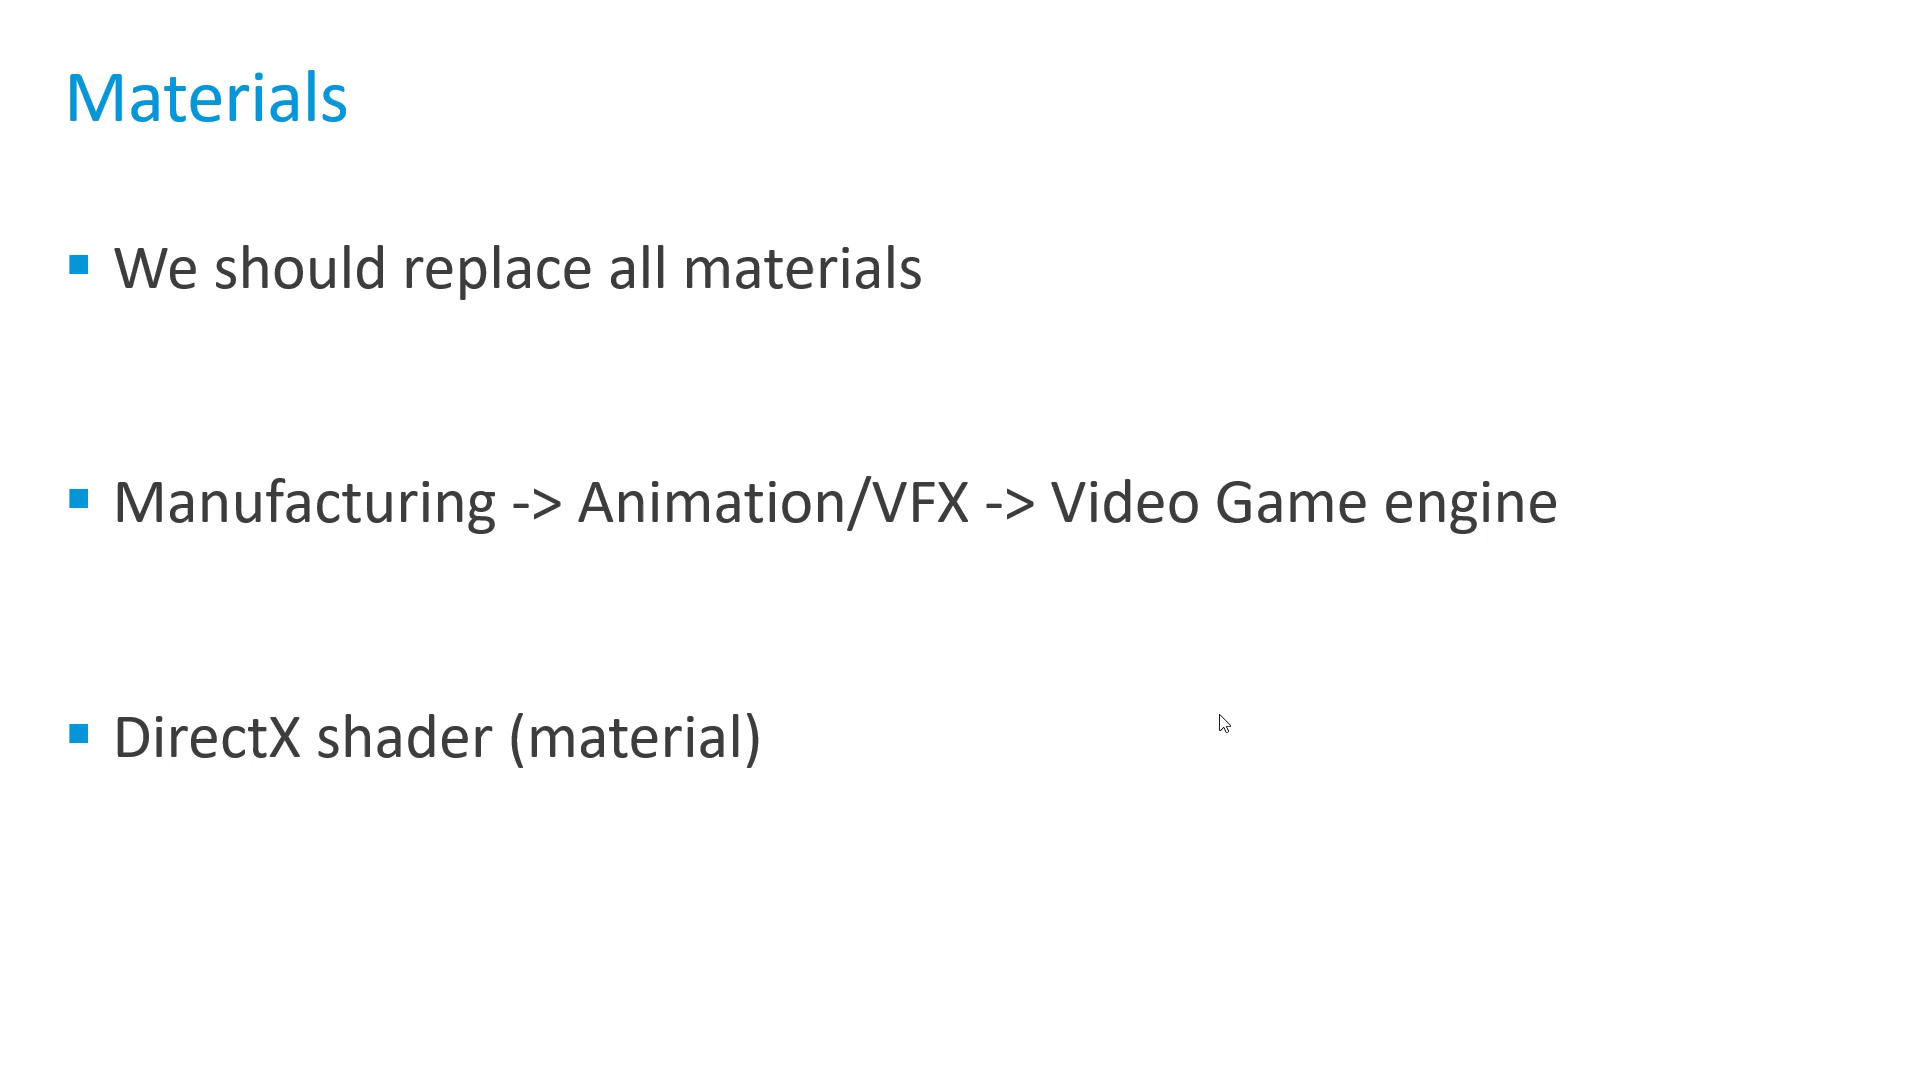 Materials
We should replace all materials
Manufacturing -> Animation/VFX -> Video Game engine
DirectX shader (material)